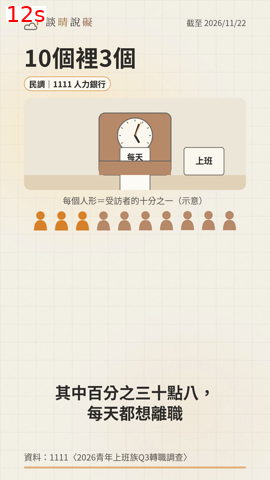 12s
談晴說礙
截至 2026/11/22
10個裡3個
民調｜1111 人力銀行
每天
上班
每個人形＝受訪者的十分之一（示意）
其中百分之三十點八，
每天都想離職
資料：1111〈2026青年上班族Q3轉職調查〉